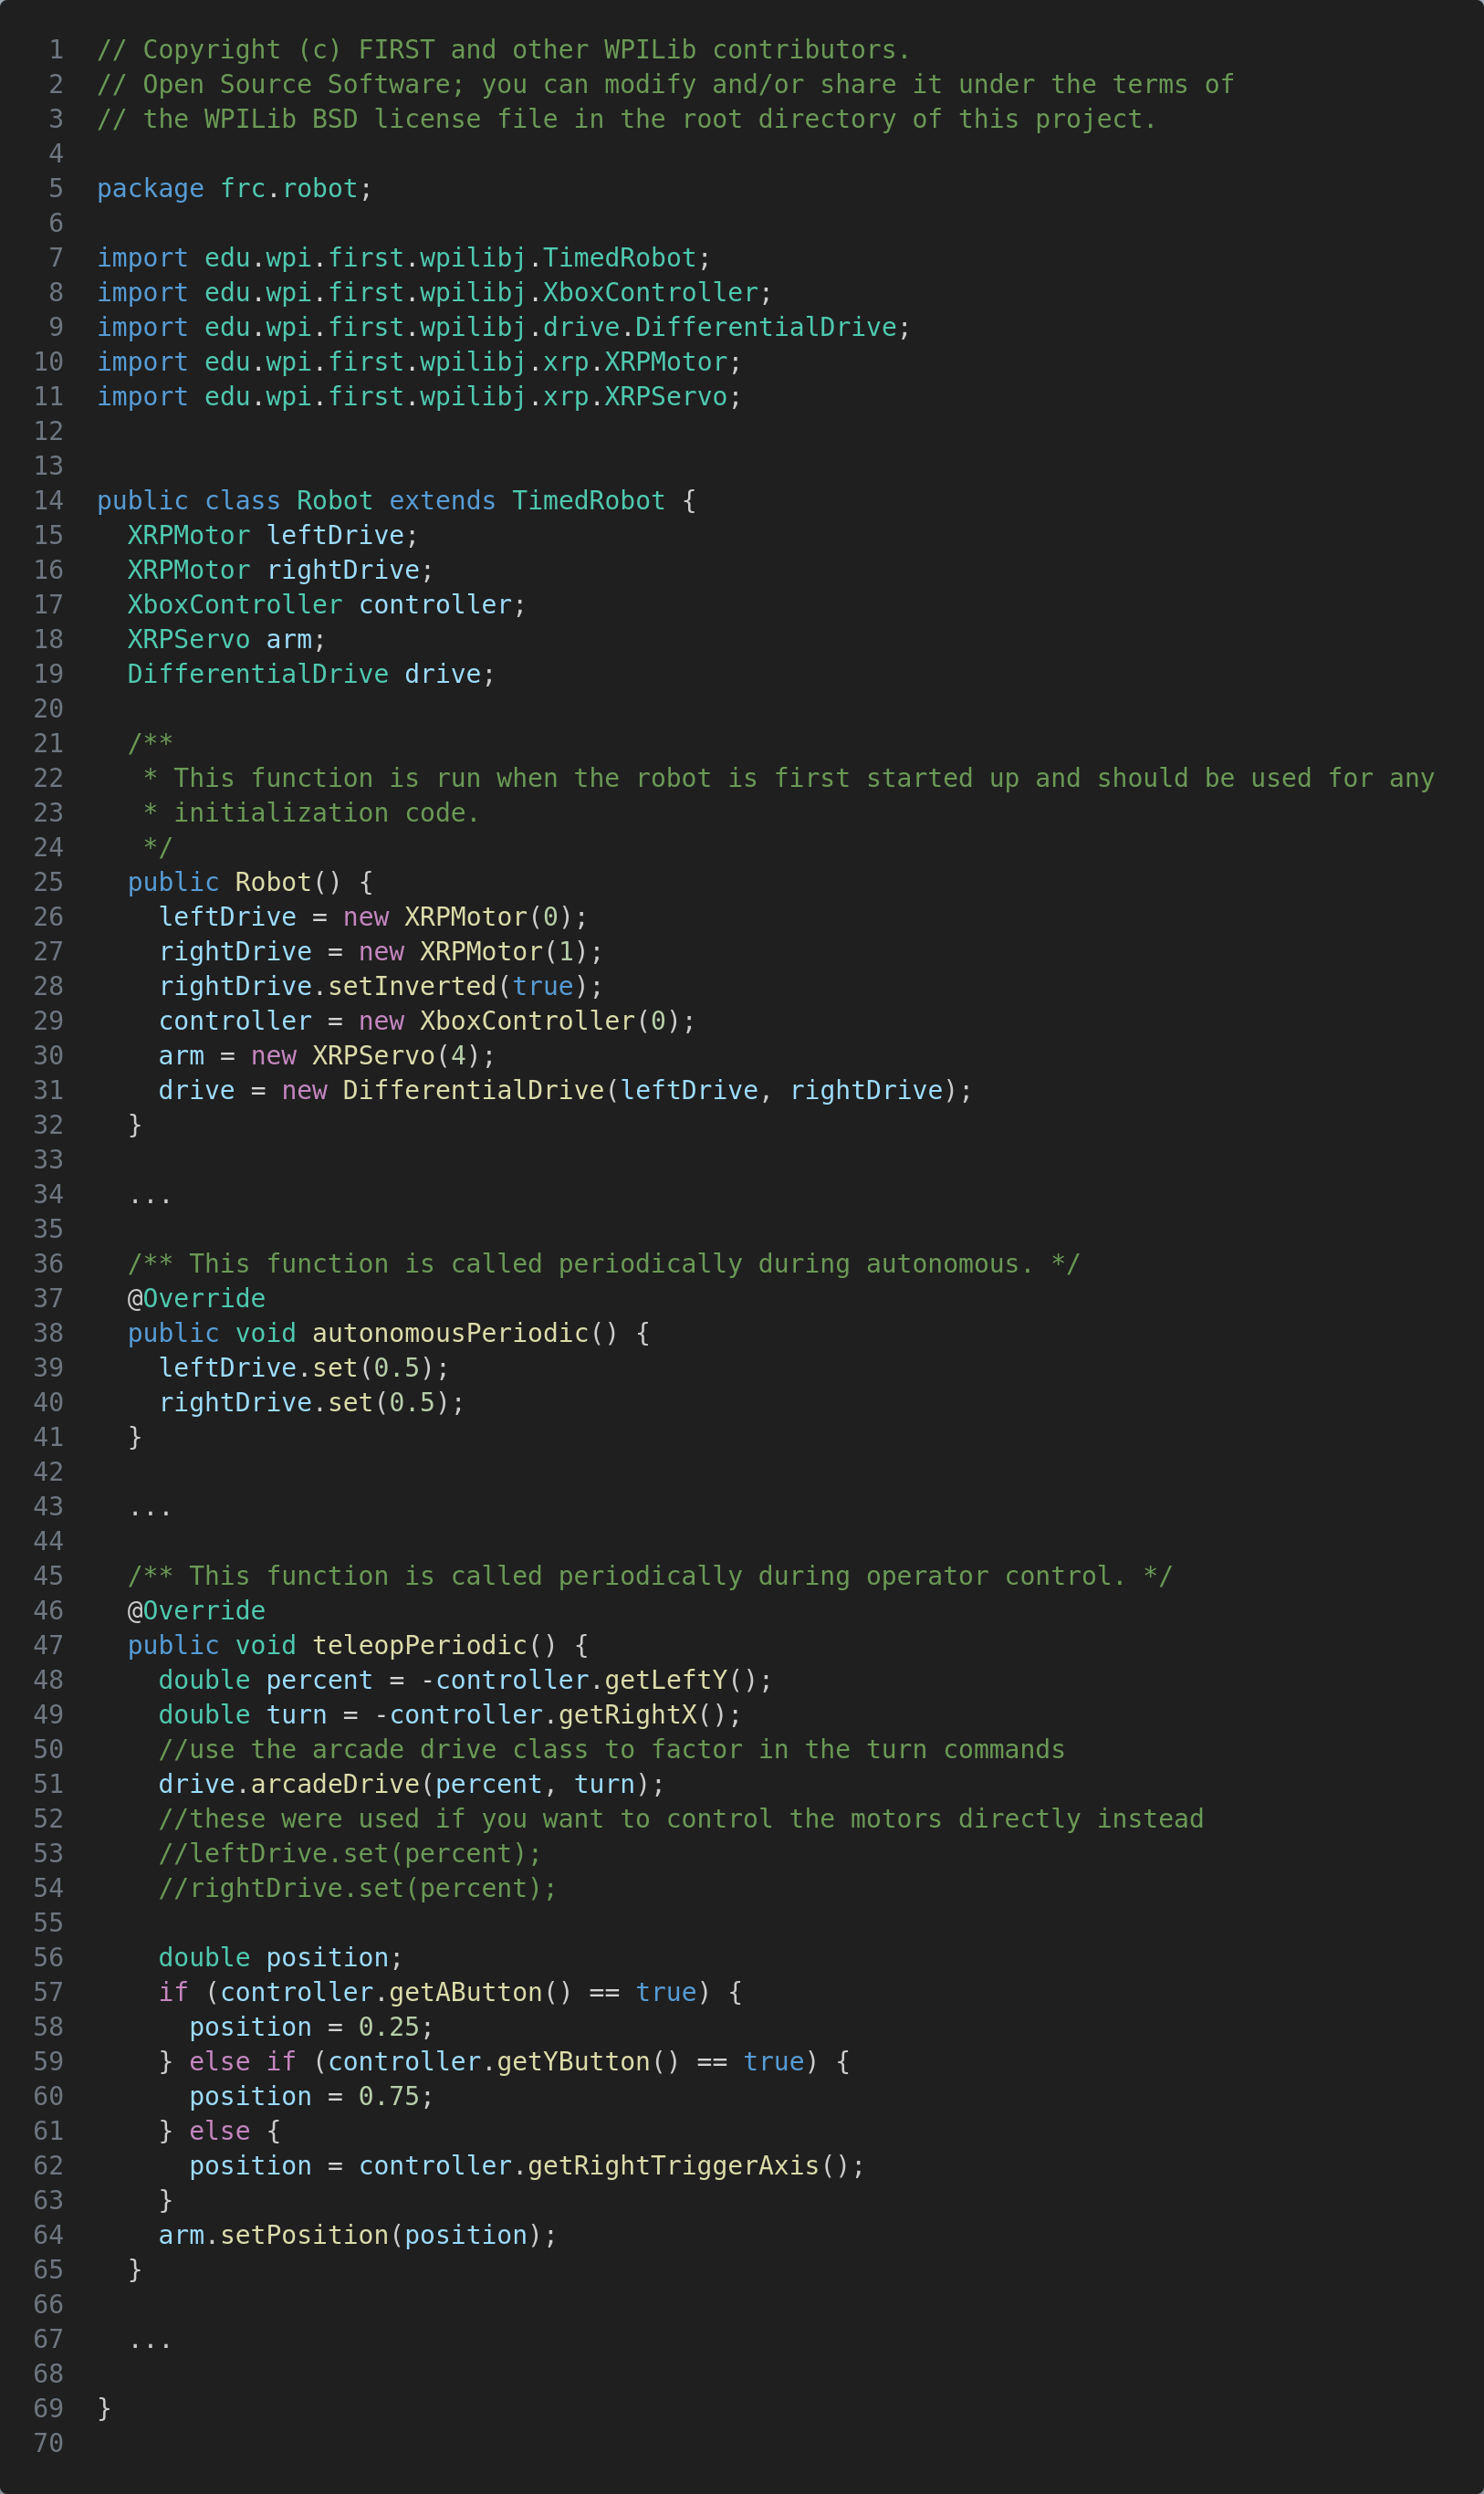 1 // Copyright (c) FIRST and other WPILib contributors.
2 // Open Source Software; you can modify and/or share it under the terms of
3 // the WPILib BSD license file in the root directory of this project.
4
5 package frc.robot;
6
7 import edu.wpi.first.wpilibj.TimedRobot;
8 import edu.wpi.first.wpilibj.XboxController;
9 import edu.wpi.first.wpilibj.drive.DifferentialDrive;
10 import edu.wpi.first.wpilibj.xrp.XRPMotor;
11 import edu.wpi.first.wpilibj.xrp.XRPServo;
12
13
14 public class Robot extends TimedRobot {
15   XRPMotor leftDrive;
16   XRPMotor rightDrive;
17   XboxController controller;
18   XRPServo arm;
19   DifferentialDrive drive;
20
21   /**
22    * This function is run when the robot is first started up and should be used for any
23    * initialization code.
24    */
25   public Robot() {
26     leftDrive = new XRPMotor(0);
27     rightDrive = new XRPMotor(1);
28     rightDrive.setInverted(true);
29     controller = new XboxController(0);
30     arm = new XRPServo(4);
31     drive = new DifferentialDrive(leftDrive, rightDrive);
32   }
33
34   ...
35
36   /** This function is called periodically during autonomous. */
37   @Override
38   public void autonomousPeriodic() {
39     leftDrive.set(0.5);
40     rightDrive.set(0.5);
41   }
42
43   ...
44
45   /** This function is called periodically during operator control. */
46   @Override
47   public void teleopPeriodic() {
48     double percent = -controller.getLeftY();
49     double turn = -controller.getRightX();
50     //use the arcade drive class to factor in the turn commands
51     drive.arcadeDrive(percent, turn);
52     //these were used if you want to control the motors directly instead
53     //leftDrive.set(percent);
54     //rightDrive.set(percent);
55
56     double position;
57     if (controller.getAButton() == true) {
58       position = 0.25;
59     } else if (controller.getYButton() == true) {
60       position = 0.75;
61     } else {
62       position = controller.getRightTriggerAxis();
63     }
64     arm.setPosition(position);
65   }
66
67   ...
68
69 }
70